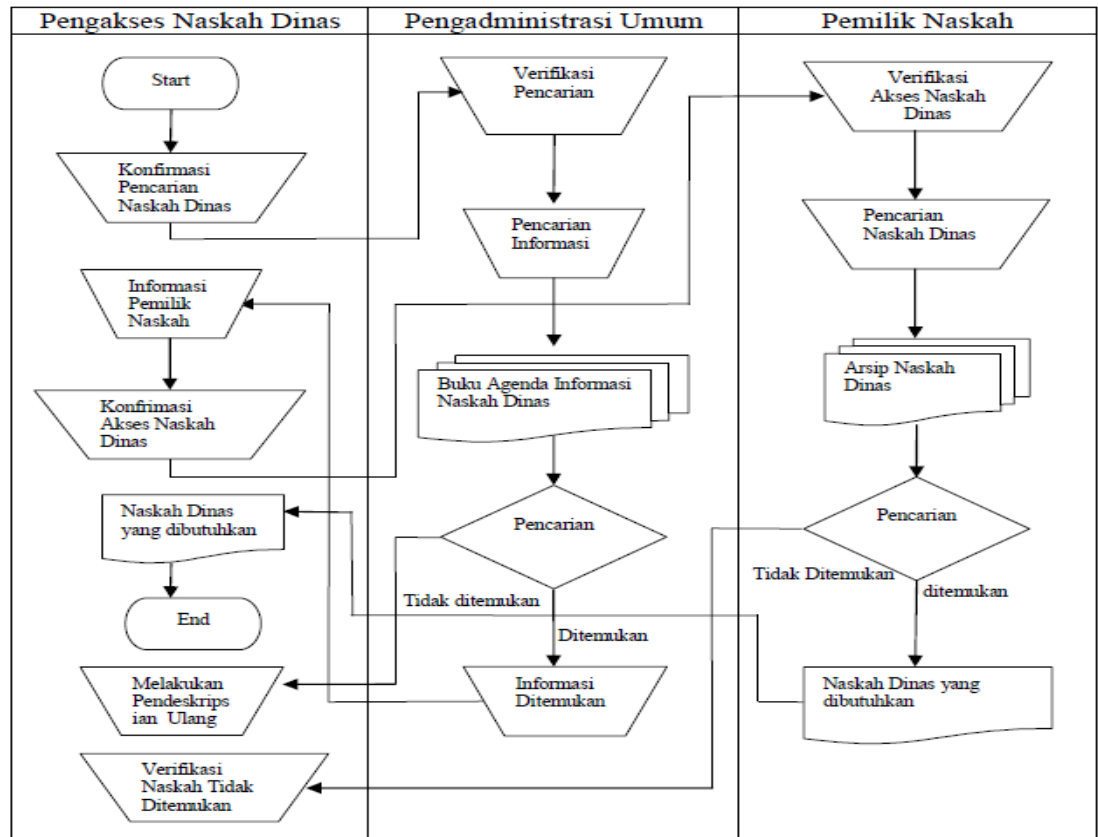 Pengakses Naskah Dinas
Pengadministrasi Umum
Pemilik Naskah
Start
Konfirmasi
Pencarian
Naskah Dinas
Informasi
Pemilik
Naskah
Konfrimasi
Akses Naskah
Dinas
Naskah Dinas
yang dibutuhkan
End
Melakukan
Pendeskrips
ian Ulang
Verifikasi
Naskah Tidak
Ditemukan
Verifikasi
Pencarian
Pencarian
Informasi
Buku Agenda Informasi
Naskah Dinas
Pencarian
Tidak ditemukan
Ditemukan
Informasi
Ditemukan
Verifikasi
Akses Naskah
Dinas
Pencarian
Naskah Dinas
Arsip Naskah
Dinas
Pencarian
Tidak Ditemukan
ditemukan
Naskah Dinas yang
dibutuhkan